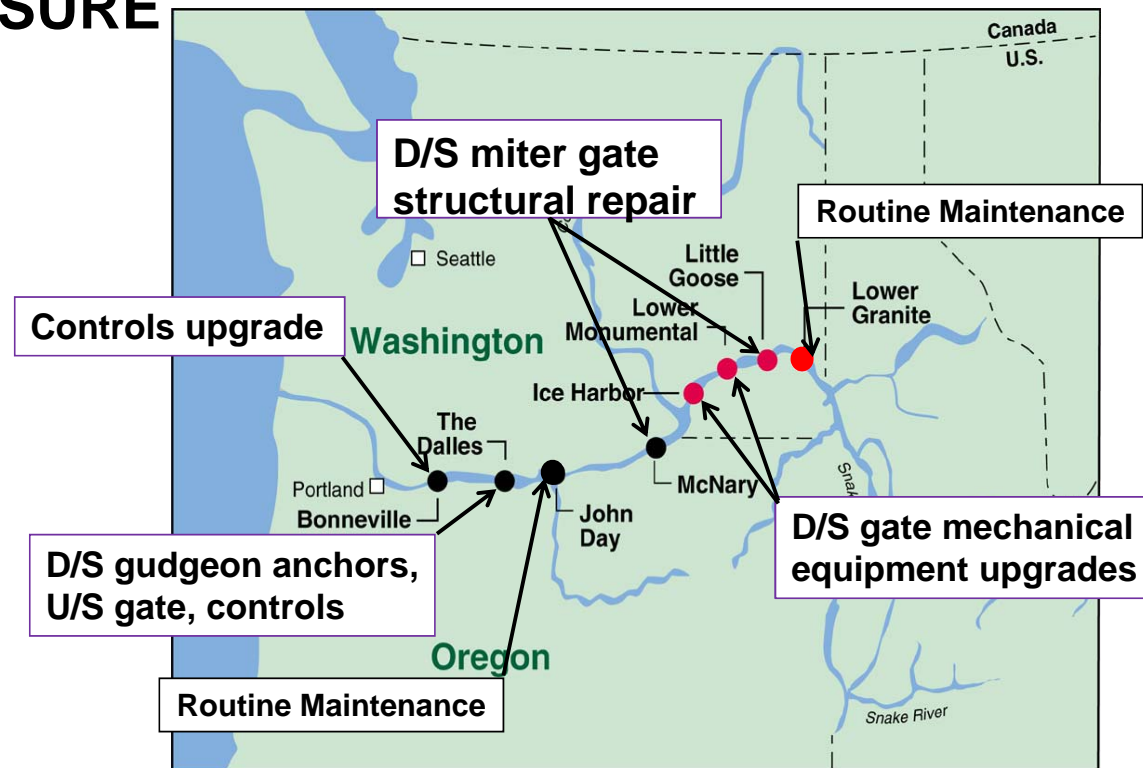 SURE
Canada
U.S.
D/S miter gate
structural repair
Routine Maintenance
Seattle
Little
Goose
Lower
Granite
Lower
Monumental
Controls upgrade
Washington
Ice Harbor
The
Dalles
Portland
McNary
Bonneville
John
Day
D/S gate mechanical
equipment upgrades
D/S gudgeon anchors,
U/S gate, controls
Oregon
Routine Maintenance
Snake River